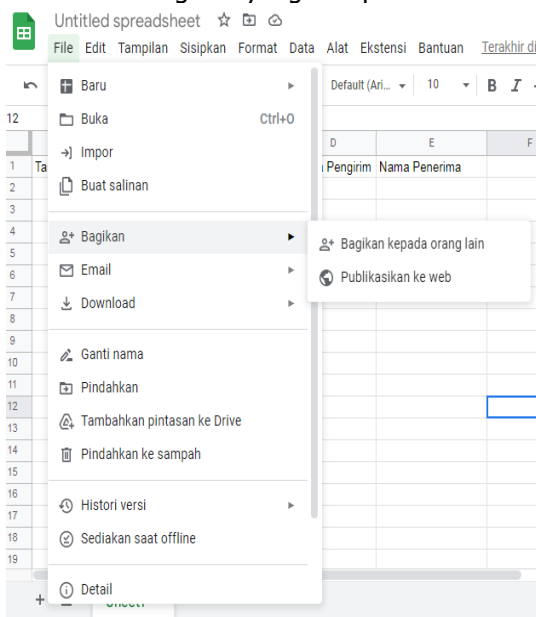 Untitled spreadsheet
File Edit Tampilan Sisipkan Format Data Alat Ekstensi Bantuan Terakhir di
Default (Ari... 10 B I
12
D E F
1 Ta Pengirim Nama Penerima
2
3
4
5
6
7
8
9
10
11
12
13
14
15
16
17
18
19
Baru
Buka Ctrl+O
Impor
Buat salinan
Bagikan
Email
Download
Ganti nama
Pindahkan
Tambahkan pintasan ke Drive
Pindahkan ke sampah
Histori versi
Sediakan saat offline
Detail
Bagikan kepada orang lain
Publikasikan ke web